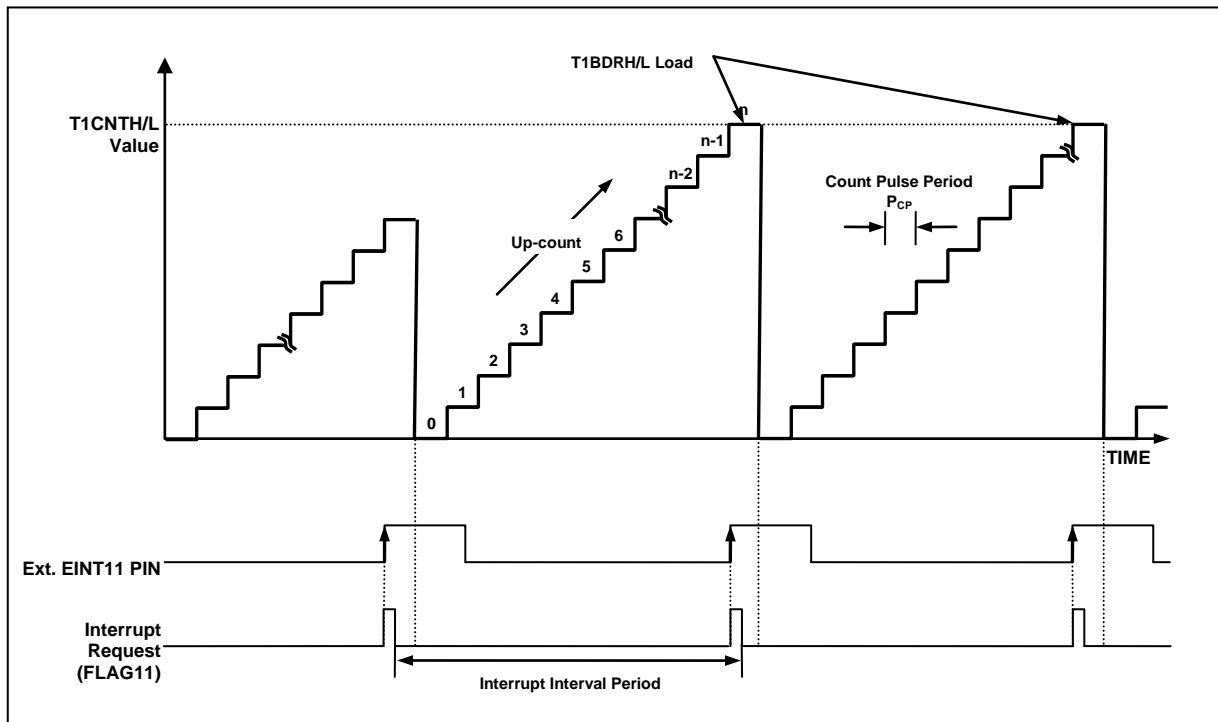 T1BDRH/L Load
T1CNTH/L
Value
n
n-1
n-2
Count Pulse Period
PCP
Up-count
6
5
4
3
2
1
0
TIME
Ext. EINT11 PIN
Interrupt
Request
(FLAG11)
Interrupt Interval Period